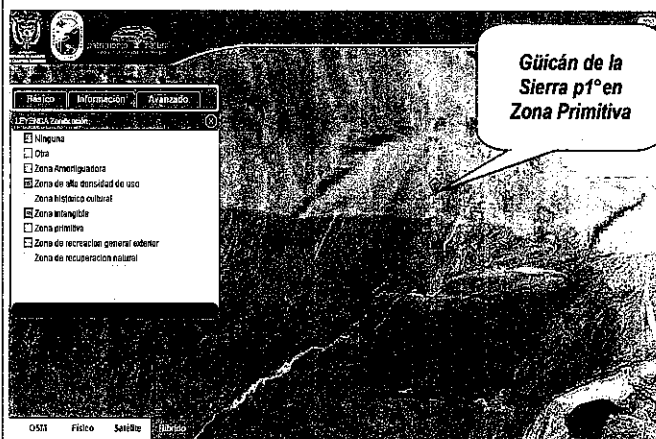 Básico Información Avanzado
LEYENDA Zonificación
Ninguna
Otra
Zona Amortiguadora
Zona de alta densidad de uso
Zona histórico cultural
Zona intangible
Zona primitiva
Zona de recreacion general exterior
Zona de recuperacion natural
Güicán de la
Sierra p1° en
Zona Primitiva
OSM Físico Satélite Híbrido